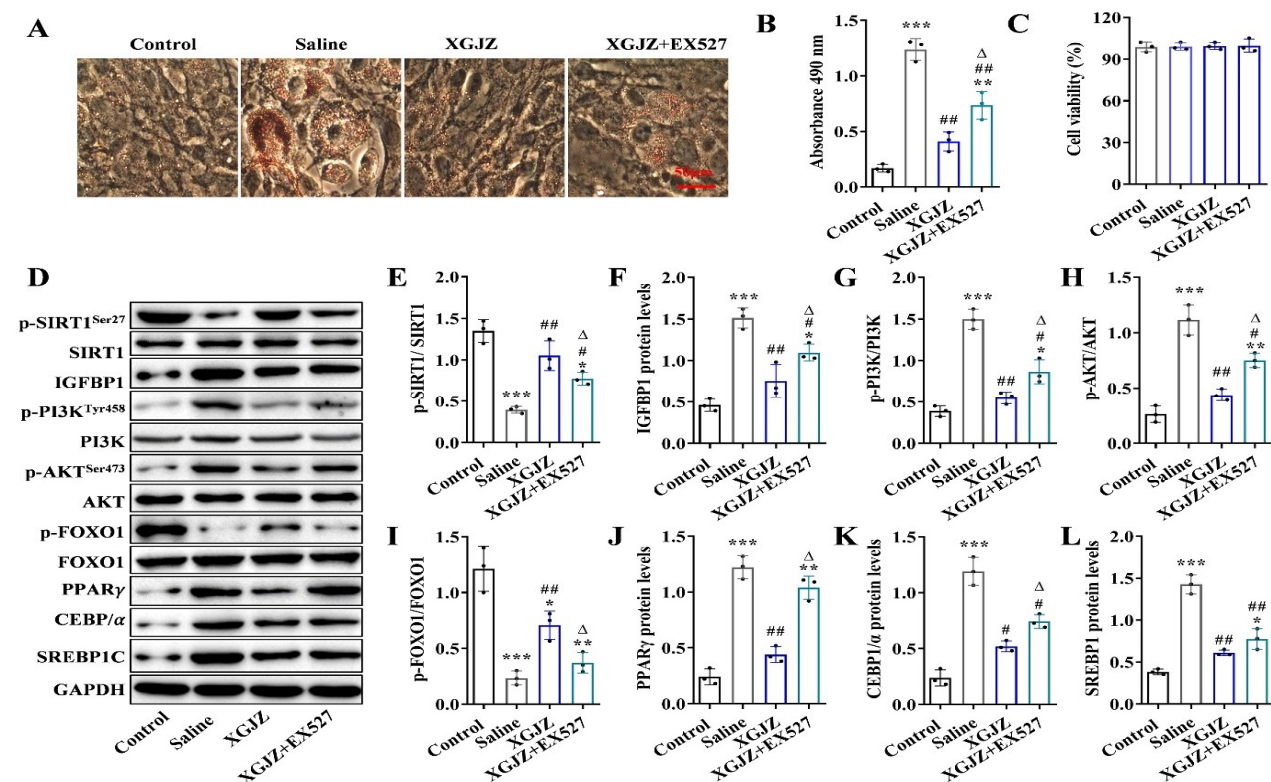 A
Control
Saline
XGJZ
XGJZ+EX527
50μm
B
Absorbance 490 nm
1.5
1.0
0.5
0.0
***
##
Δ
##
**
Control
Saline
XGJZ
XGJZ+EX527
C
Cell viability (%)
120
90
60
30
0
Control
Saline
XGJZ
XGJZ+EX527
D
p-SIRT1Ser27
SIRT1
IGFBP1
p-PI3KTyr458
PI3K
p-AKTSer473
AKT
p-FOXO1
FOXO1
PPARγ
CEBP/α
SREBP1C
GAPDH
Control
Saline
XGJZ
XGJZ+EX527
E
p-SIRT1/ SIRT1
2.0
1.5
1.0
0.5
0.0
***
##
Δ
#
*
Control
Saline
XGJZ
XGJZ+EX527
F
IGFBP1 protein levels
2.0
1.5
1.0
0.5
0.0
***
##
Δ
#
*
Control
Saline
XGJZ
XGJZ+EX527
G
p-PI3K/PI3K
2.0
1.5
1.0
0.5
0.0
***
##
Δ
#
*
Control
Saline
XGJZ
XGJZ+EX527
H
p-AKT/AKT
1.5
1.0
0.5
0.0
***
##
Δ
#
**
Control
Saline
XGJZ
XGJZ+EX527
I
p-FOXO1/FOXO1
1.5
1.0
0.5
0.0
***
##
*
Δ
**
Control
Saline
XGJZ
XGJZ+EX527
J
PPARγ protein levels
1.5
1.0
0.5
0.0
***
##
Δ
**
Control
Saline
XGJZ
XGJZ+EX527
K
CEBP1/α protein levels
1.5
1.0
0.5
0.0
***
#
Δ
#
Control
Saline
XGJZ
XGJZ+EX527
L
SREBP1 protein levels
2.0
1.5
1.0
0.5
0.0
***
##
##
*
Control
Saline
XGJZ
XGJZ+EX527